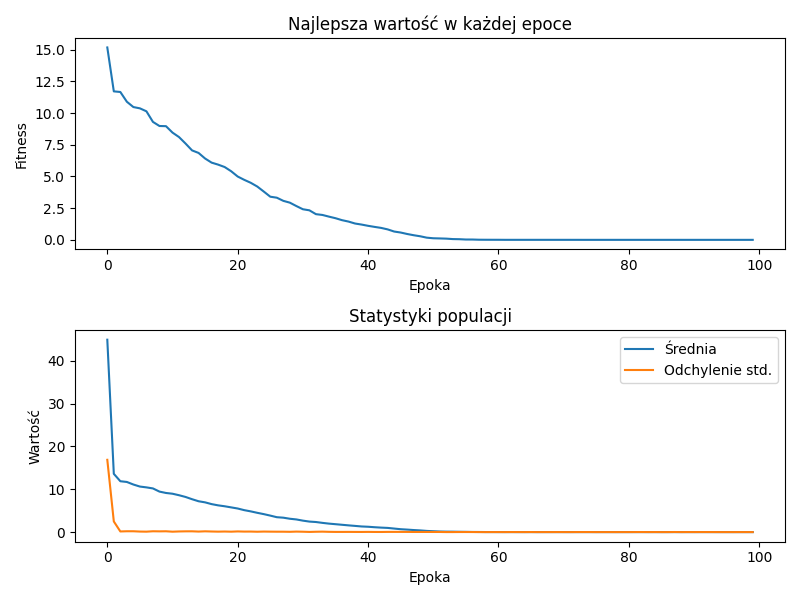 Najlepsza wartość w każdej epoce
15.0
12.5
10.0
7.5
5.0
2.5
0.0
Fitness
0 20 40 60 80 100
Epoka
Statystyki populacji
40
30
20
10
0
Wartość
Średnia
Odchylenie std.
0 20 40 60 80 100
Epoka